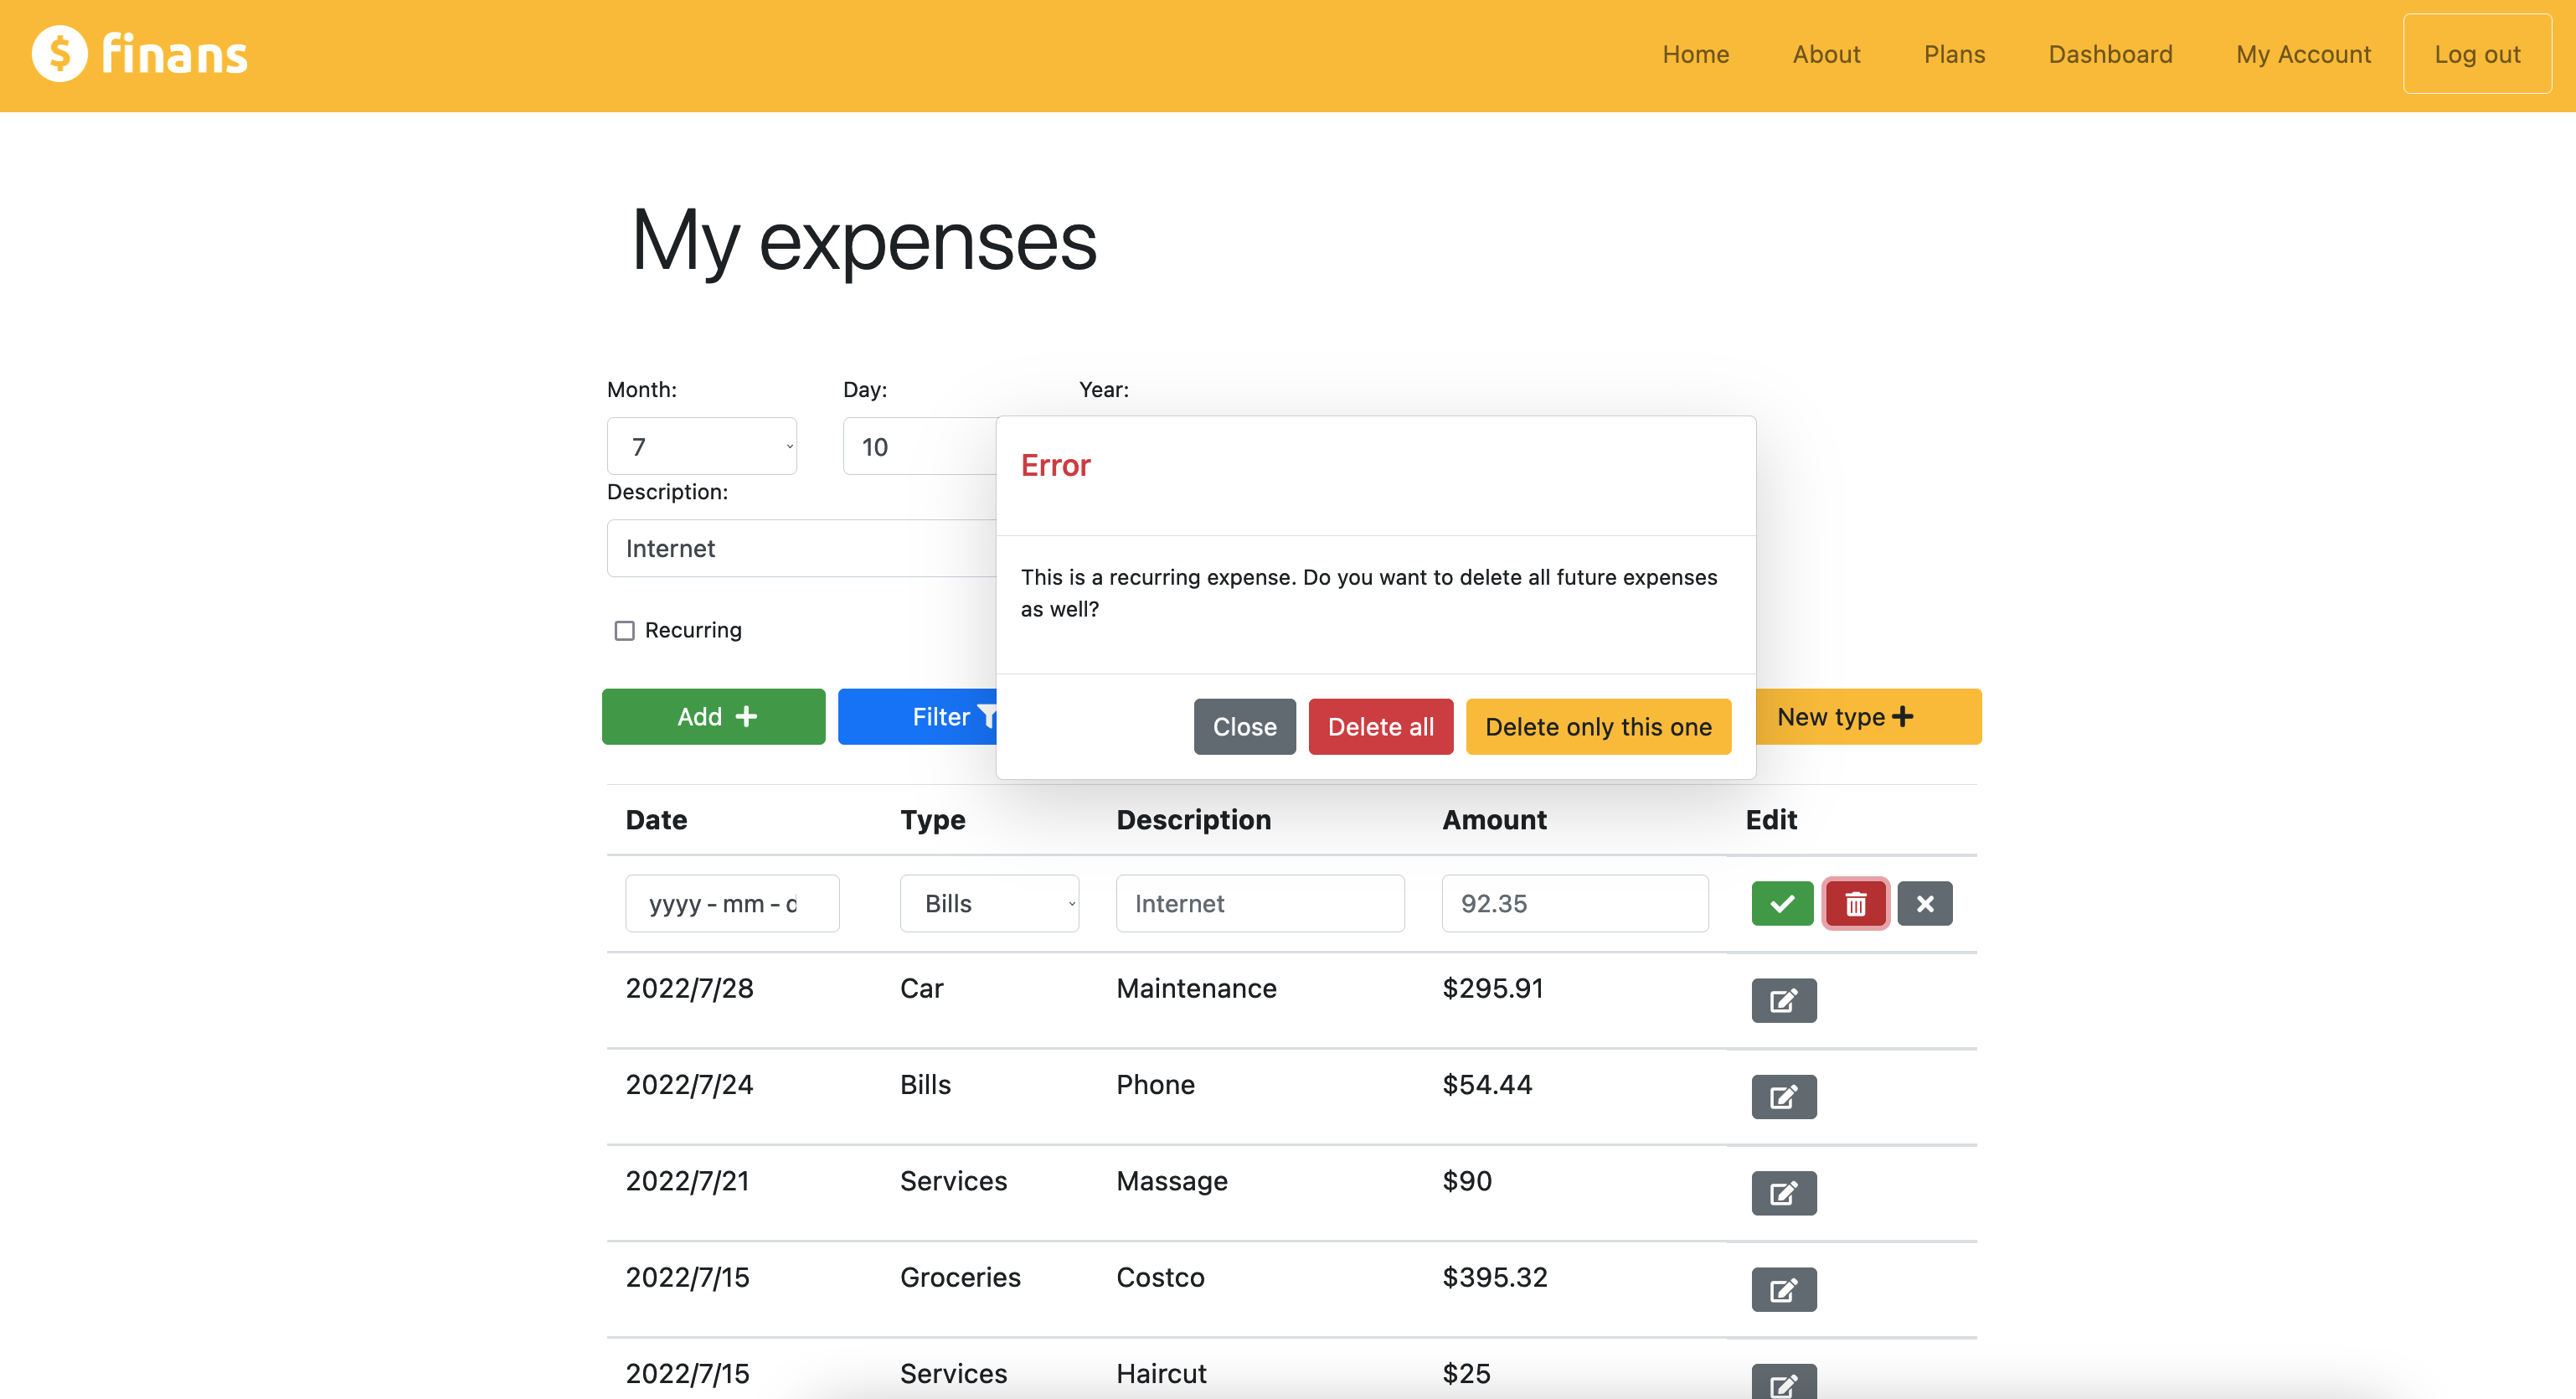 $ finans
Home About Plans Dashboard My Account Log out
My expenses
Month: Day: Year:
7 10
Description:
Internet
Recurring
Error
This is a recurring expense. Do you want to delete all future expenses
as well?
Close Delete all Delete only this one
Add Filter New type
Date Type Description Amount Edit
yyyy-mm-d Bills Internet 92.35
2022/7/28 Car Maintenance $295.91
2022/7/24 Bills Phone $54.44
2022/7/21 Services Massage $90
2022/7/15 Groceries Costco $395.32
2022/7/15 Services Haircut $25